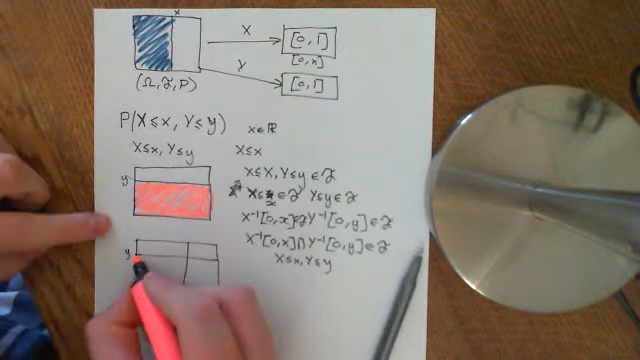 x
X
[0,1]
[0,x]
Y
[0,1]
(Ω, F, P)
P(X≤x, Y≤y)
x∈ℝ
X≤x, Y≤y
X≤x
X≤x, Y≤y ∈ F
y
X≤x ∈ F Y≤y ∈ F
X⁻¹[0,x]∈F Y⁻¹[0,y] ∈ F
X⁻¹[0,x] ∩ Y⁻¹[0,y] ∈ F
y
X≤x, Y≤y